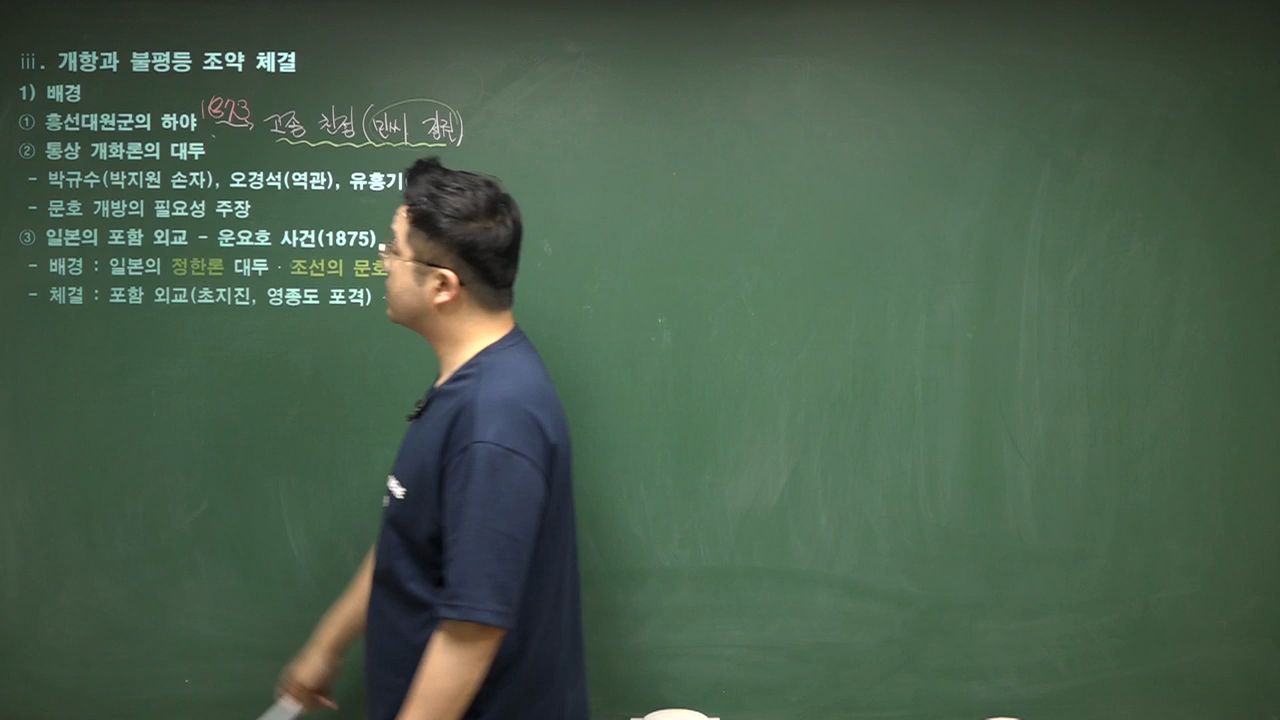 ⅲ. 개항과 불평등 조약 체결
1) 배경
① 흥선대원군의 하야 1873, 고종 친정(민씨 정권)
② 통상 개화론의 대두
- 박규수(박지원 손자), 오경석(역관), 유홍기
- 문호 개방의 필요성 주장
③ 일본의 포함 외교 - 운요호 사건(1875)
- 배경 : 일본의 정한론 대두 · 조선의 문호
- 체결 : 포함 외교(초지진, 영종도 포격)